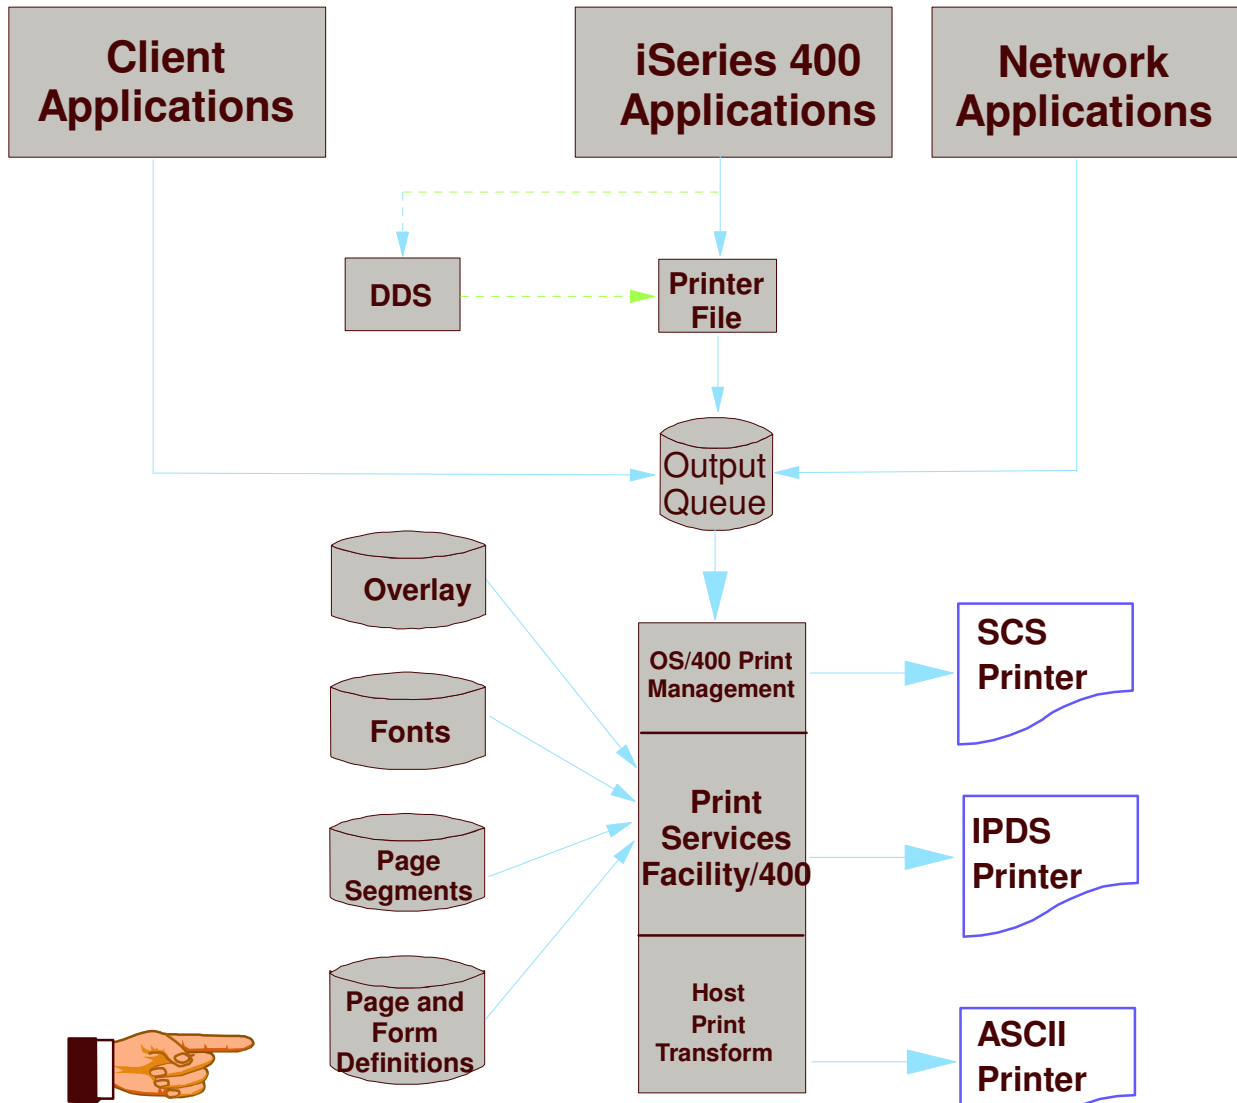 Client
Applications
iSeries 400
Applications
Network
Applications
DDS
Printer
File
Output
Queue
Overlay
Fonts
Page
Segments
Page and
Form
Definitions
OS/400 Print
Management
Print
Services
Facility/400
Host
Print
Transform
SCS
Printer
IPDS
Printer
ASCII
Printer